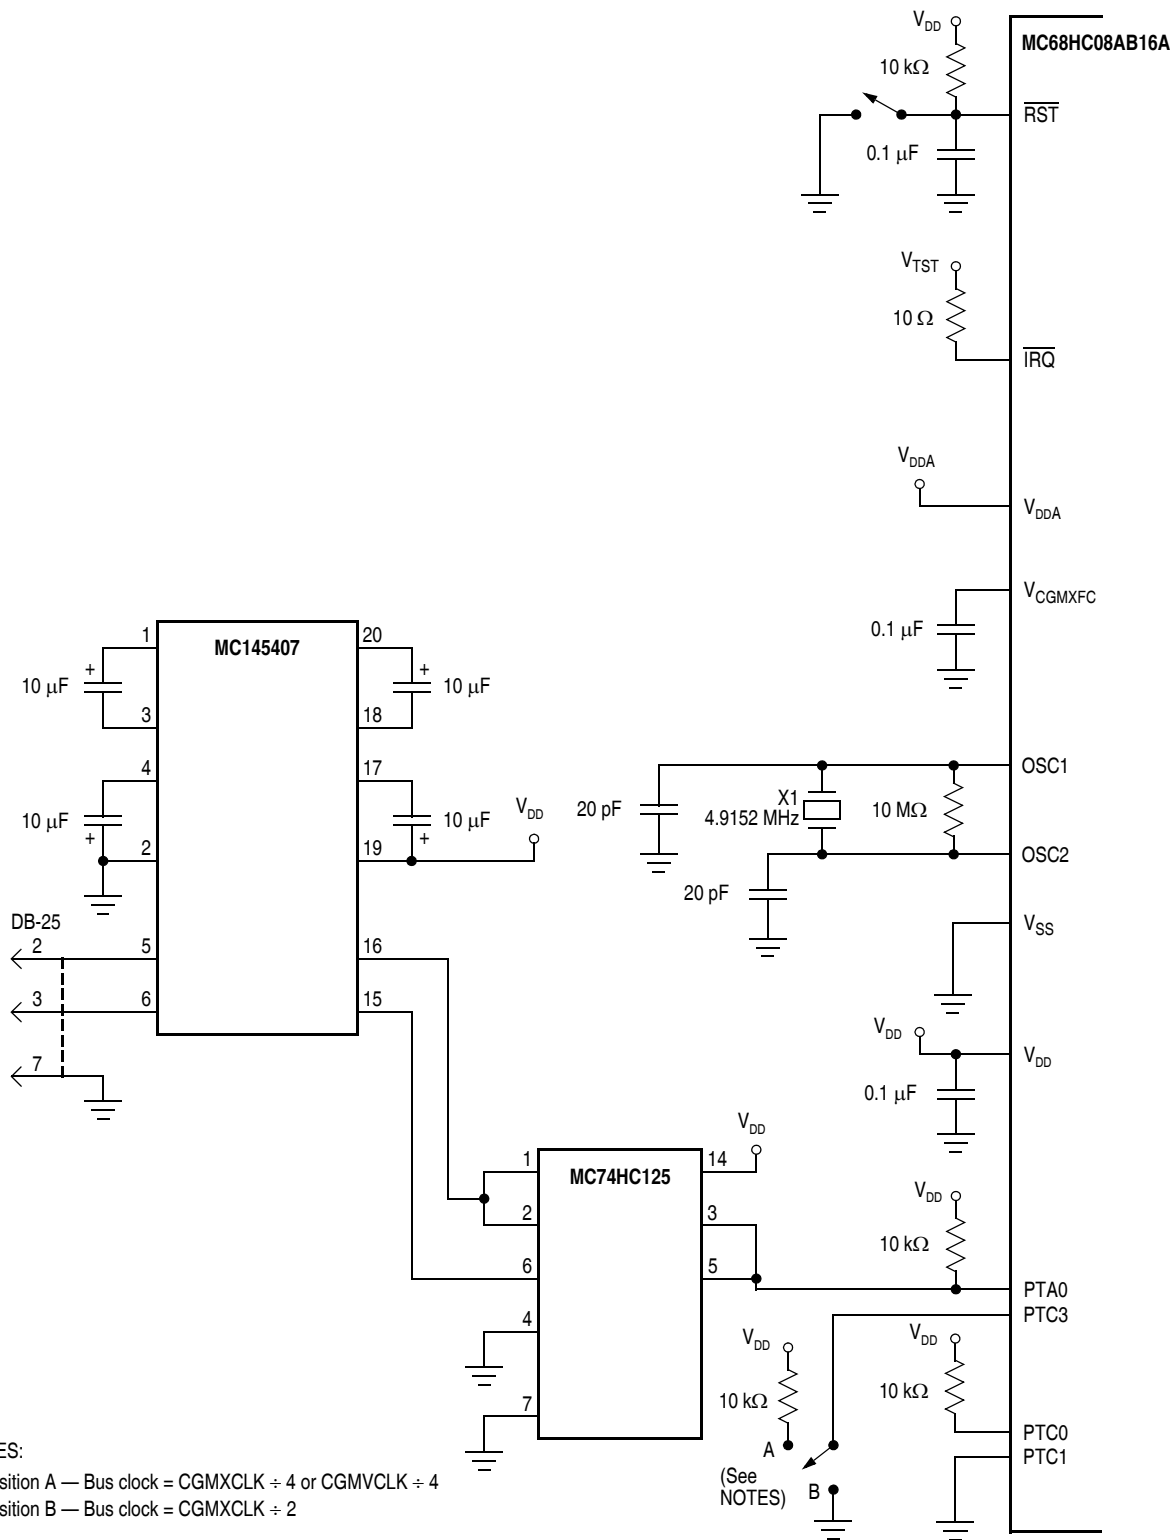 V_DD
MC68HC08AB16A
10 kΩ
RST
0.1 μF
V_TST
10 Ω
IRQ
V_DDA
V_DDA
V_CGMXFC
0.1 μF
MC145407
1
20
+
+
10 μF
10 μF
3
18
4
17
10 μF
10 μF
+
+
2
19
V_DD
OSC1
20 pF
X1
4.9152 MHz
10 MΩ
OSC2
20 pF
DB-25
2
5
16
3
6
15
7
V_SS
V_DD
V_DD
0.1 μF
V_DD
MC74HC125
1
14
2
3
6
5
4
7
V_DD
10 kΩ
PTA0
PTC3
V_DD
10 kΩ
V_DD
10 kΩ
PTC0
PTC1
A
(See
NOTES)
B
ES:
sition A — Bus clock = CGMXCLK ÷ 4 or CGMVCLK ÷ 4
sition B — Bus clock = CGMXCLK ÷ 2